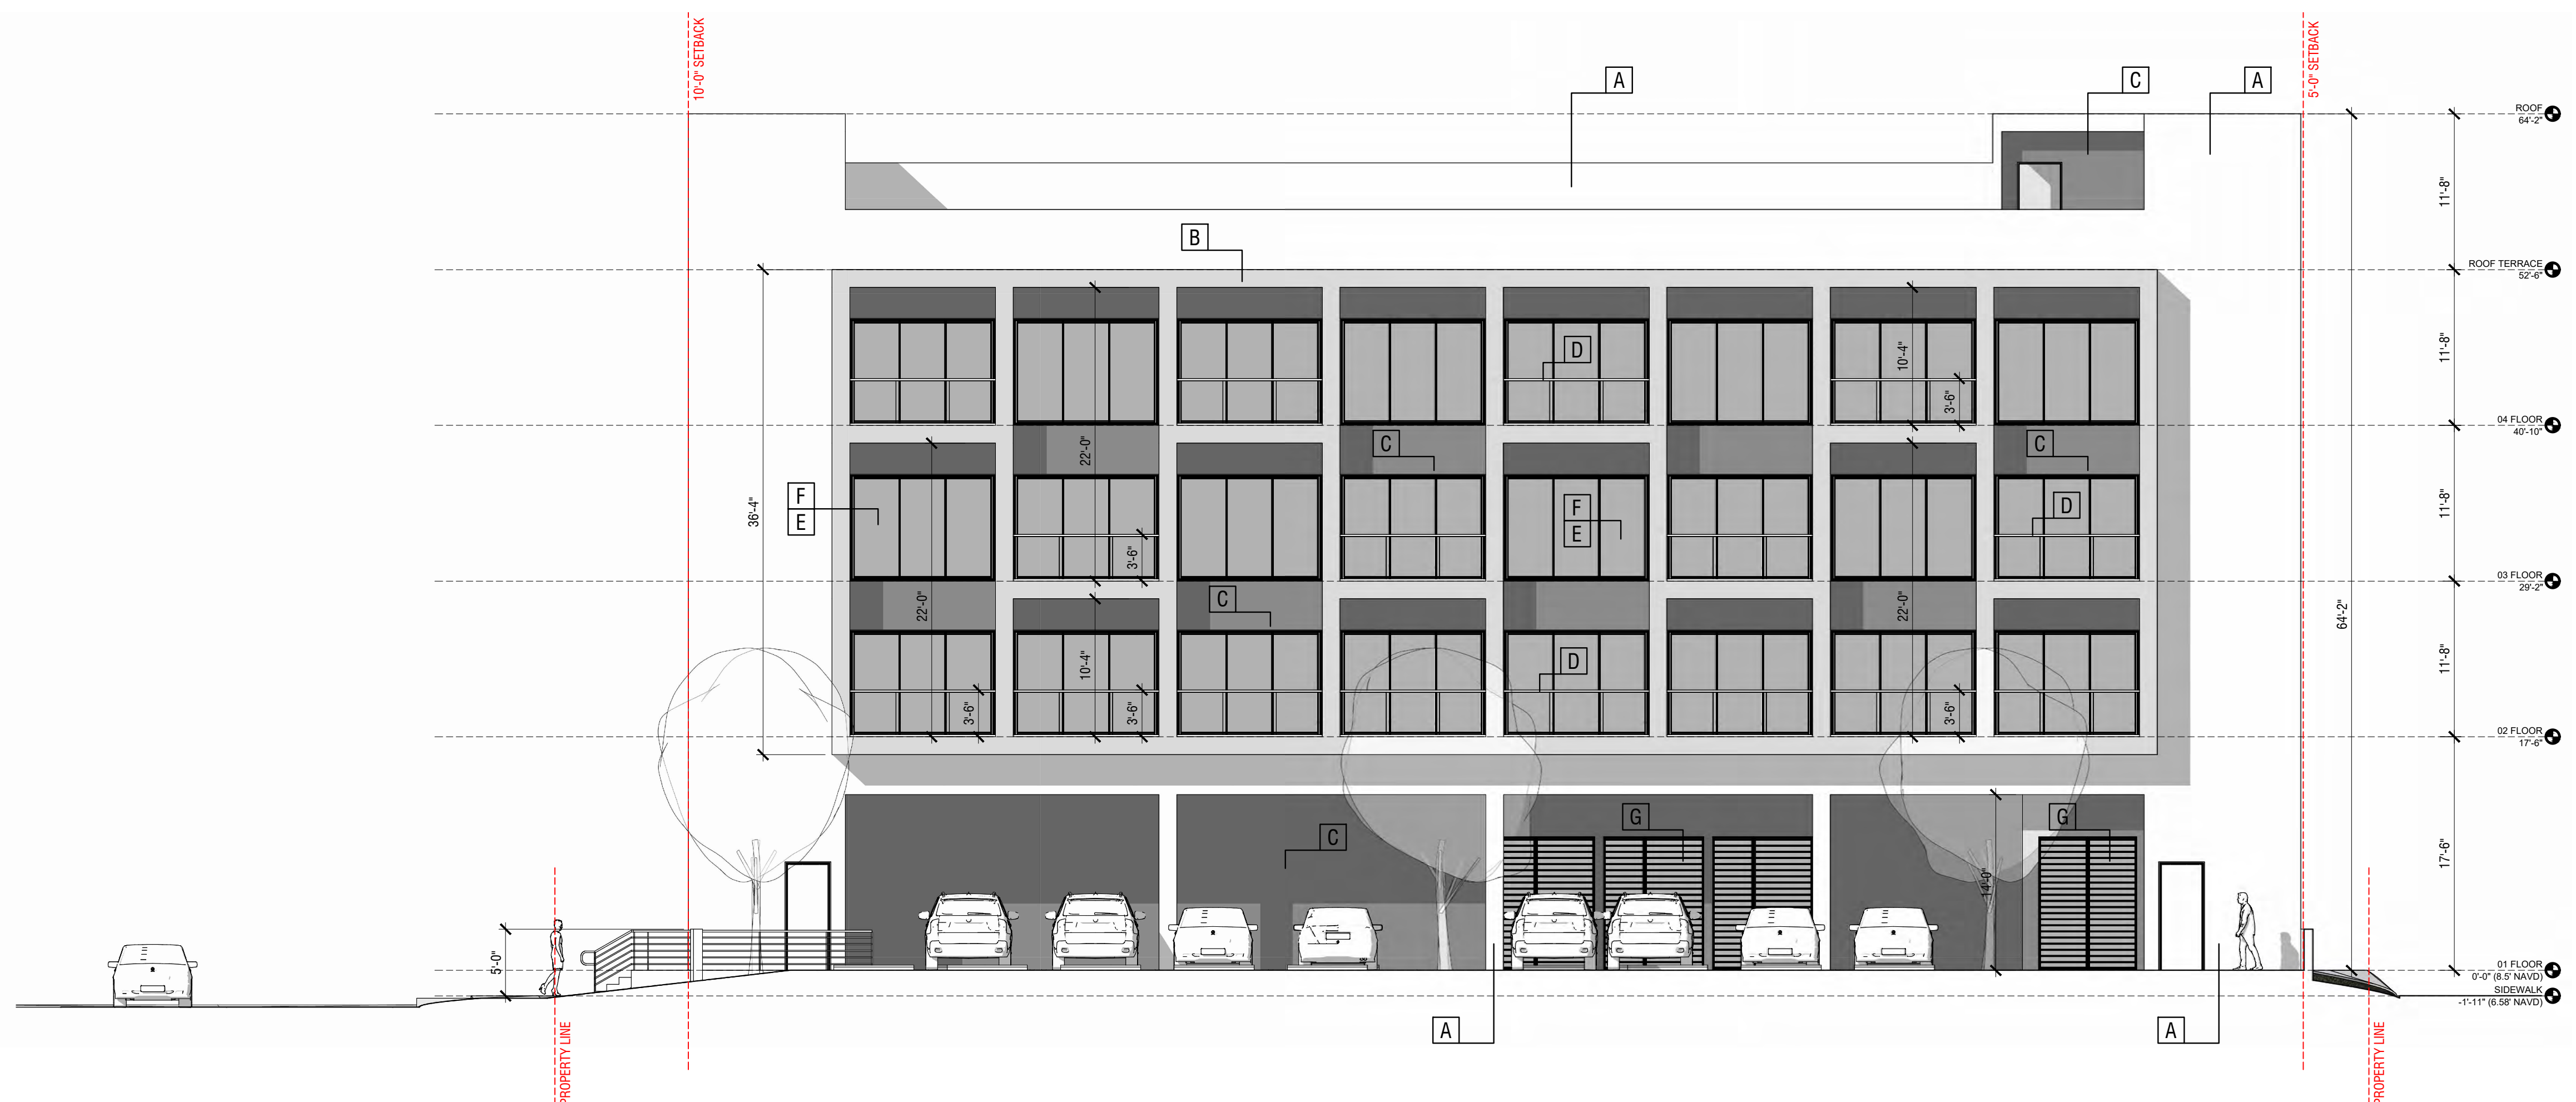 10'-0" SETBACK
5'-0" SETBACK
A
C
A
ROOF
64'-2"
11'-8"
B
ROOF TERRACE
52'-6"
D
10'-4"
3'-6"
11'-8"
22'-0"
C
C
04 FLOOR
40'-10"
36'-4"
F
E
F
E
D
11'-8"
3'-6"
03 FLOOR
29'-2"
22'-0"
C
22'-0"
64'-2"
10'-4"
D
11'-8"
3'-6"
3'-6"
3'-6"
02 FLOOR
17'-6"
C
G
G
14'-0"
17'-6"
5'-0"
01 FLOOR
0'-0" (8.5' NAVD)
SIDEWALK
-1'-11" (6.58' NAVD)
A
A
PROPERTY LINE
PROPERTY LINE